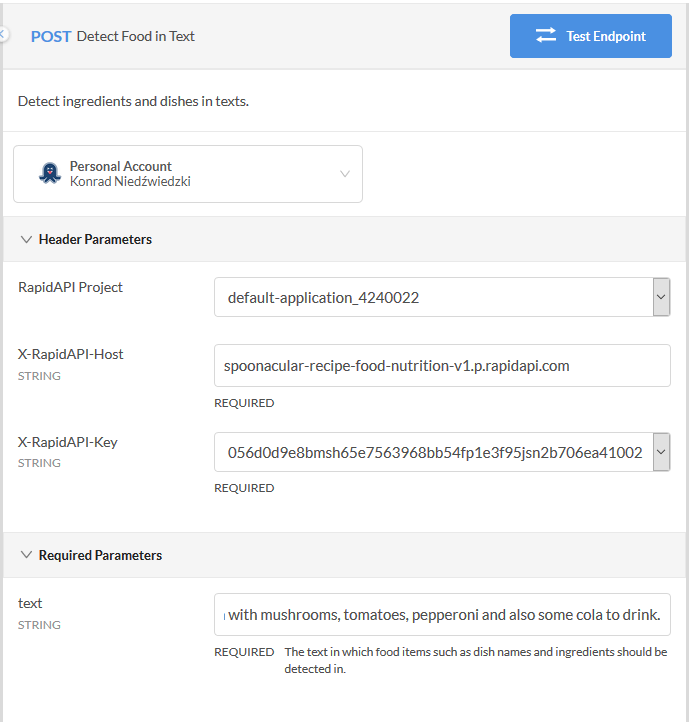 POST Detect Food in Text
Test Endpoint
Detect ingredients and dishes in texts.
Personal Account
Konrad Niedźwiedzki
Header Parameters
RapidAPI Project
default-application_4240022
X-RapidAPI-Host
spoonacular-recipe-food-nutrition-v1.p.rapidapi.com
STRING
REQUIRED
X-RapidAPI-Key
056d0d9e8bmsh65e7563968bb54fp1e3f95jsn2b706ea41002
STRING
REQUIRED
Required Parameters
text
with mushrooms, tomatoes, pepperoni and also some cola to drink.
STRING
REQUIRED The text in which food items such as dish names and ingredients should be
detected in.